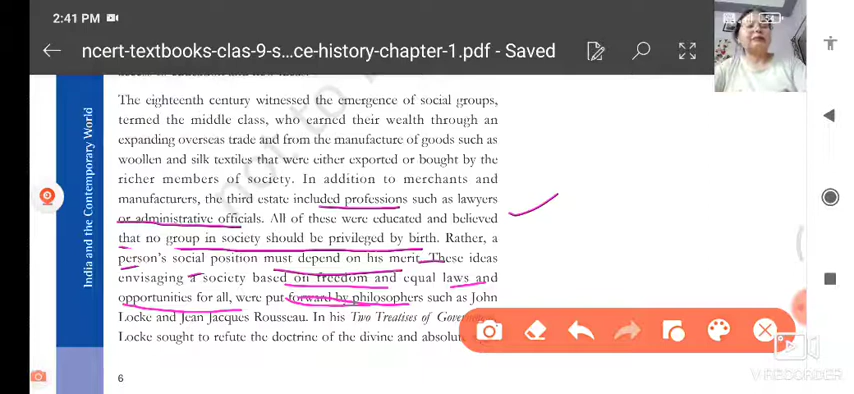 2:41 PM
54
ncert-textbooks-clas-9-s...ce-history-chapter-1.pdf - Saved
The eighteenth century witnessed the emergence of social groups,
termed the middle class, who earned their wealth through an
expanding overseas trade and from the manufacture of goods such as
woollen and silk textiles that were either exported or bought by the
richer members of society. In addition to merchants and
manufacturers, the third estate included professions such as lawyers
or administrative officials. All of these were educated and believed
that no group in society should be privileged by birth. Rather, a
person's social position must depend on his merit. These ideas
envisaging a society based on freedom and equal laws and
opportunities for all, were put forward by philosophers such as John
Locke and Jean Jacques Rousseau. In his Two Treatises of
Locke sought to refute the doctrine of the divine and
6
India and the Contemporary World
not to
V RECORDER